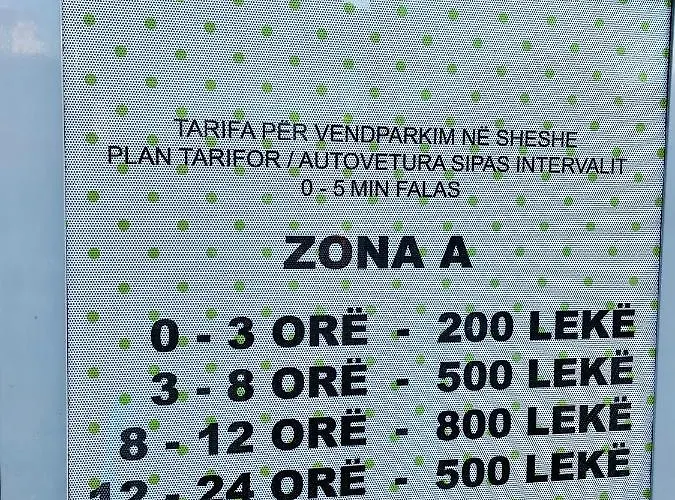 TARIFA PËR VENDPARKIM NË SHESHE
PLAN TARIFOR / AUTOVETURA SIPAS INTERVALIT
0 - 5 MIN FALAS
ZONA A
0 - 3 ORË - 200 LEKË
3 - 8 ORË - 500 LEKË
8 - 12 ORË - 800 LEKË
12 - 24 ORË - 500 LEKË